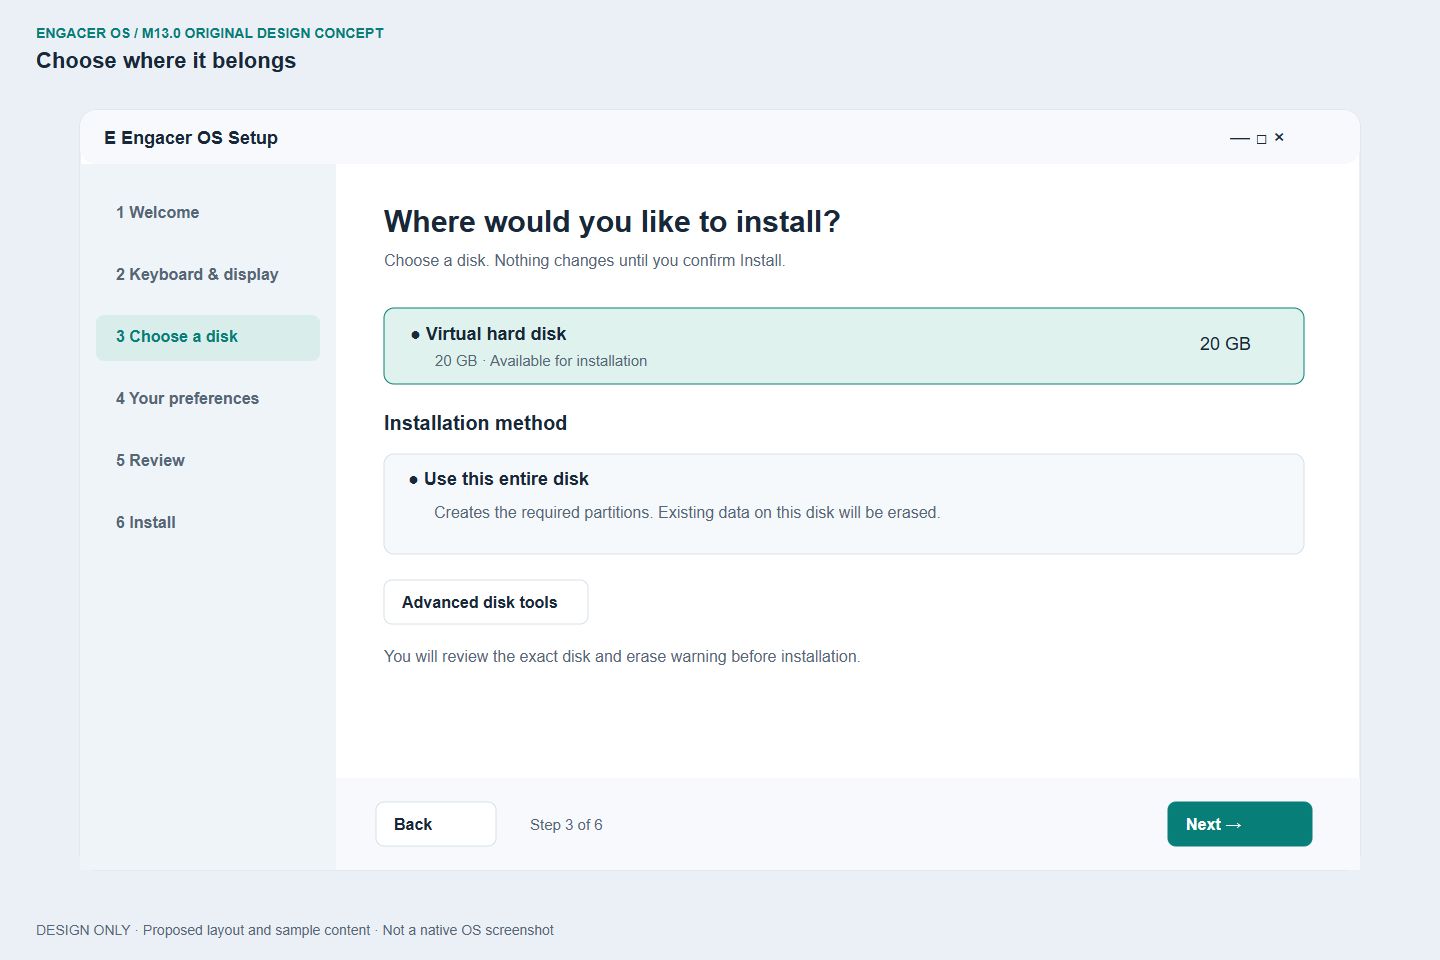 ENGACER OS / M13.0 ORIGINAL DESIGN CONCEPT
Choose where it belongs
E Engacer OS Setup
1 Welcome
2 Keyboard & display
3 Choose a disk
4 Your preferences
5 Review
6 Install
Where would you like to install?
Choose a disk. Nothing changes until you confirm Install.
● Virtual hard disk
20 GB · Available for installation
20 GB
Installation method
● Use this entire disk
Creates the required partitions. Existing data on this disk will be erased.
Advanced disk tools
You will review the exact disk and erase warning before installation.
Back
Step 3 of 6
Next →
DESIGN ONLY · Proposed layout and sample content · Not a native OS screenshot